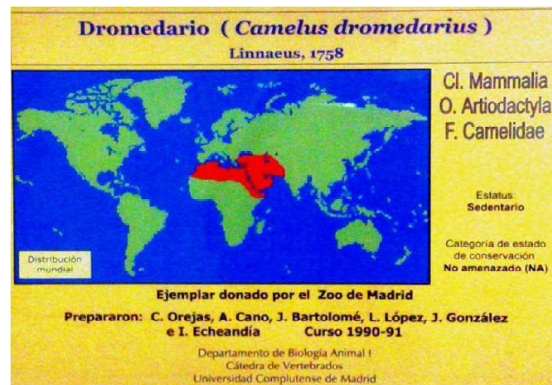 Dromedario ( Camelus dromedarius )
Linnaeus, 1758
Cl. Mammalia
O. Artiodactyla
F. Camelidae
Estatus:
Sedentario
Categoria de estado
de conservación
No amenazado (NA)
Distribución
mundial
Ejemplar donado por el Zoo de Madrid
Prepararon: C. Orejas, A. Cano, J. Bartolomé, L. López, J. González
e I. Echeandía Curso 1990-91
Departamento de Biología Animal I
Cátedra de Vertebrados
Universidad Complutense de Madrid